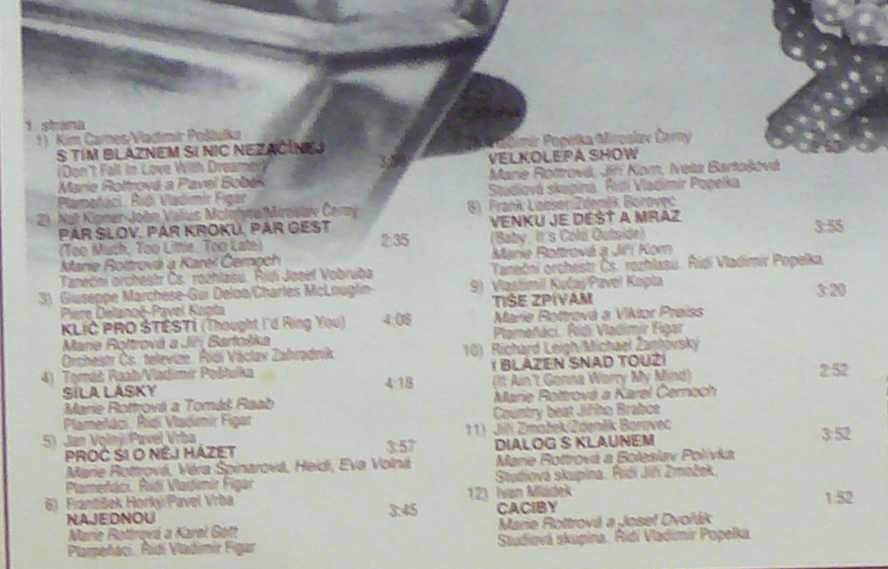 1. strana
1) Kim Carnes/Vladimír Poštulka
S TÍM BLÁZNEM SI NIC NEZAČÍNEJ
(Don't Fall In Love With Dreamer)
Marie Rottrová a Pavel Bobek
Plameňáci. Řídí Vladimír Figar
2) Nat Kipner-John Vallus McIntyre/Miroslav Černý
PÁR SLOV, PÁR KROKŮ, PÁR GEST 2:35
(Too Much, Too Little, Too Late)
Marie Rottrová a Karel Černoch
Taneční orchestr Čs. rozhlasu. Řídí Josef Vobruba
3) Giuseppe Marchese-Gui Delon/Charles McLouglin-
Piere Delanoë-Pavel Kopta
KLÍČ PRO ŠTĚSTÍ (Thought I'd Ring You) 4:08
Marie Rottrová a Jiří Bartoška
Orchestr Čs. televize. Řídí Václav Zahradník
4) Tomáš Raab/Vladimír Poštulka
SÍLA LÁSKY 4:18
Marie Rottrová a Tomáš Raab
Plameňáci. Řídí Vladimír Figar
5) Jan Volný/Pavel Vrba
PROČ SI O NĚJ HÁZET 3:57
Marie Rottrová, Věra Špinarová, Heidi, Eva Volná
Plameňáci. Řídí Vladimír Figar
6) František Horký/Pavel Vrba
NAJEDNOU 3:45
Marie Rottrová a Karel Gott
Plameňáci. Řídí Vladimír Figar
Vladimír Popelka/Miroslav Černý
VELKOLEPÁ SHOW
Marie Rottrová, Jiří Korn, Iveta Bartošová
Studiová skupina. Řídí Vladimír Popelka
8) Frank Loeser/Zdeněk Borovec
VENKU JE DÉŠŤ A MRÁZ 3:55
(Baby, It's Cold Outside)
Marie Rottrová a Jiří Korn
Taneční orchestr Čs. rozhlasu. Řídí Vladimír Popelka
9) Vlastimil Kučaj/Pavel Kopta
TIŠE ZPÍVÁM 3:20
Marie Rottrová a Viktor Preiss
Plameňáci. Řídí Vladimír Figar
10) Richard Leigh/Michael Žantovský
I BLÁZEN SNAD TOUŽÍ 2:52
(It Ain't Gonna Worry My Mind)
Marie Rottrová a Karel Černoch
Country beat Jiřího Brabce
11) Jiří Zmožek/Zdeněk Borovec
DIALOG S KLAUNEM 3:52
Marie Rottrová a Boleslav Polívka
Studiová skupina. Řídí Jiří Zmožek.
12) Ivan Mládek
CACIBY 1:52
Marie Rottrová a Josef Dvořák
Studiová skupina. Řídí Vladimír Popelka